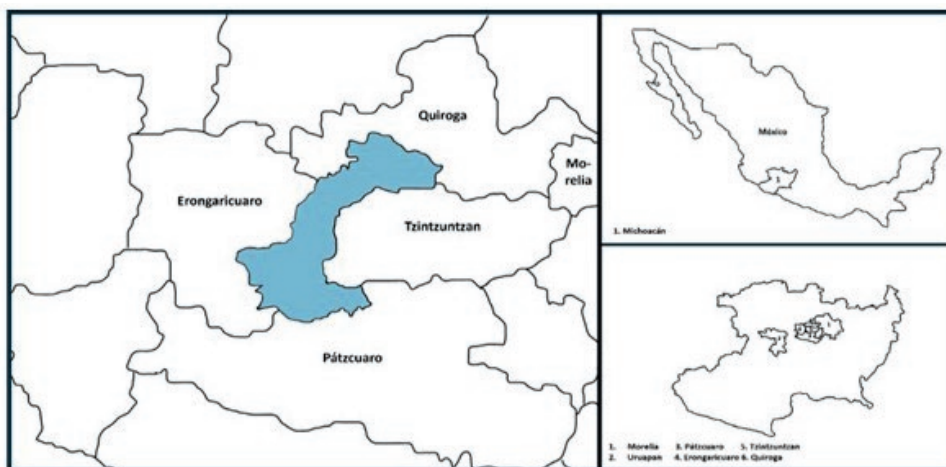 Quiroga
Mo-
relia
Erongaricuaro
Tzintzuntzan
Pátzcuaro
México
1
1. Michoacán
1. Morelia 3. Pátzcuaro 5. Tzintzuntzan
2. Uruapan 4. Erongaricuaro 6. Quiroga